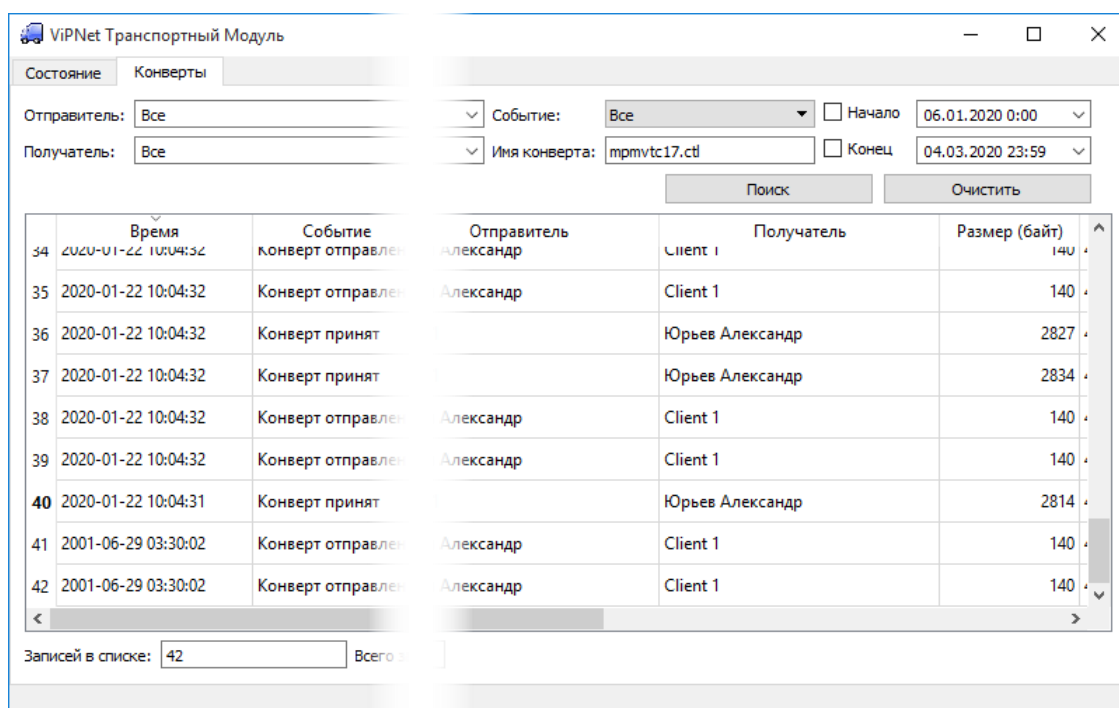 ViPNet Транспортный Модуль
Состояние Конверты
Отправитель: Все Событие: Все Начало 06.01.2020 0:00
Получатель: Все Имя конверта: mpmvtc17.ctl Конец 04.03.2020 23:59
Поиск Очистить
Время Событие Отправитель Получатель Размер (байт)
34 2020-01-22 10:04:32 Конверт отправлен Александр Client 1 140
35 2020-01-22 10:04:32 Конверт отправлен Александр Client 1 140
36 2020-01-22 10:04:32 Конверт принят Юрьев Александр 2827
37 2020-01-22 10:04:32 Конверт принят Юрьев Александр 2834
38 2020-01-22 10:04:32 Конверт отправлен Александр Client 1 140
39 2020-01-22 10:04:32 Конверт отправлен Александр Client 1 140
40 2020-01-22 10:04:31 Конверт принят Юрьев Александр 2814
41 2001-06-29 03:30:02 Конверт отправлен Александр Client 1 140
42 2001-06-29 03:30:02 Конверт отправлен Александр Client 1 140
Записей в списке: 42 Всего